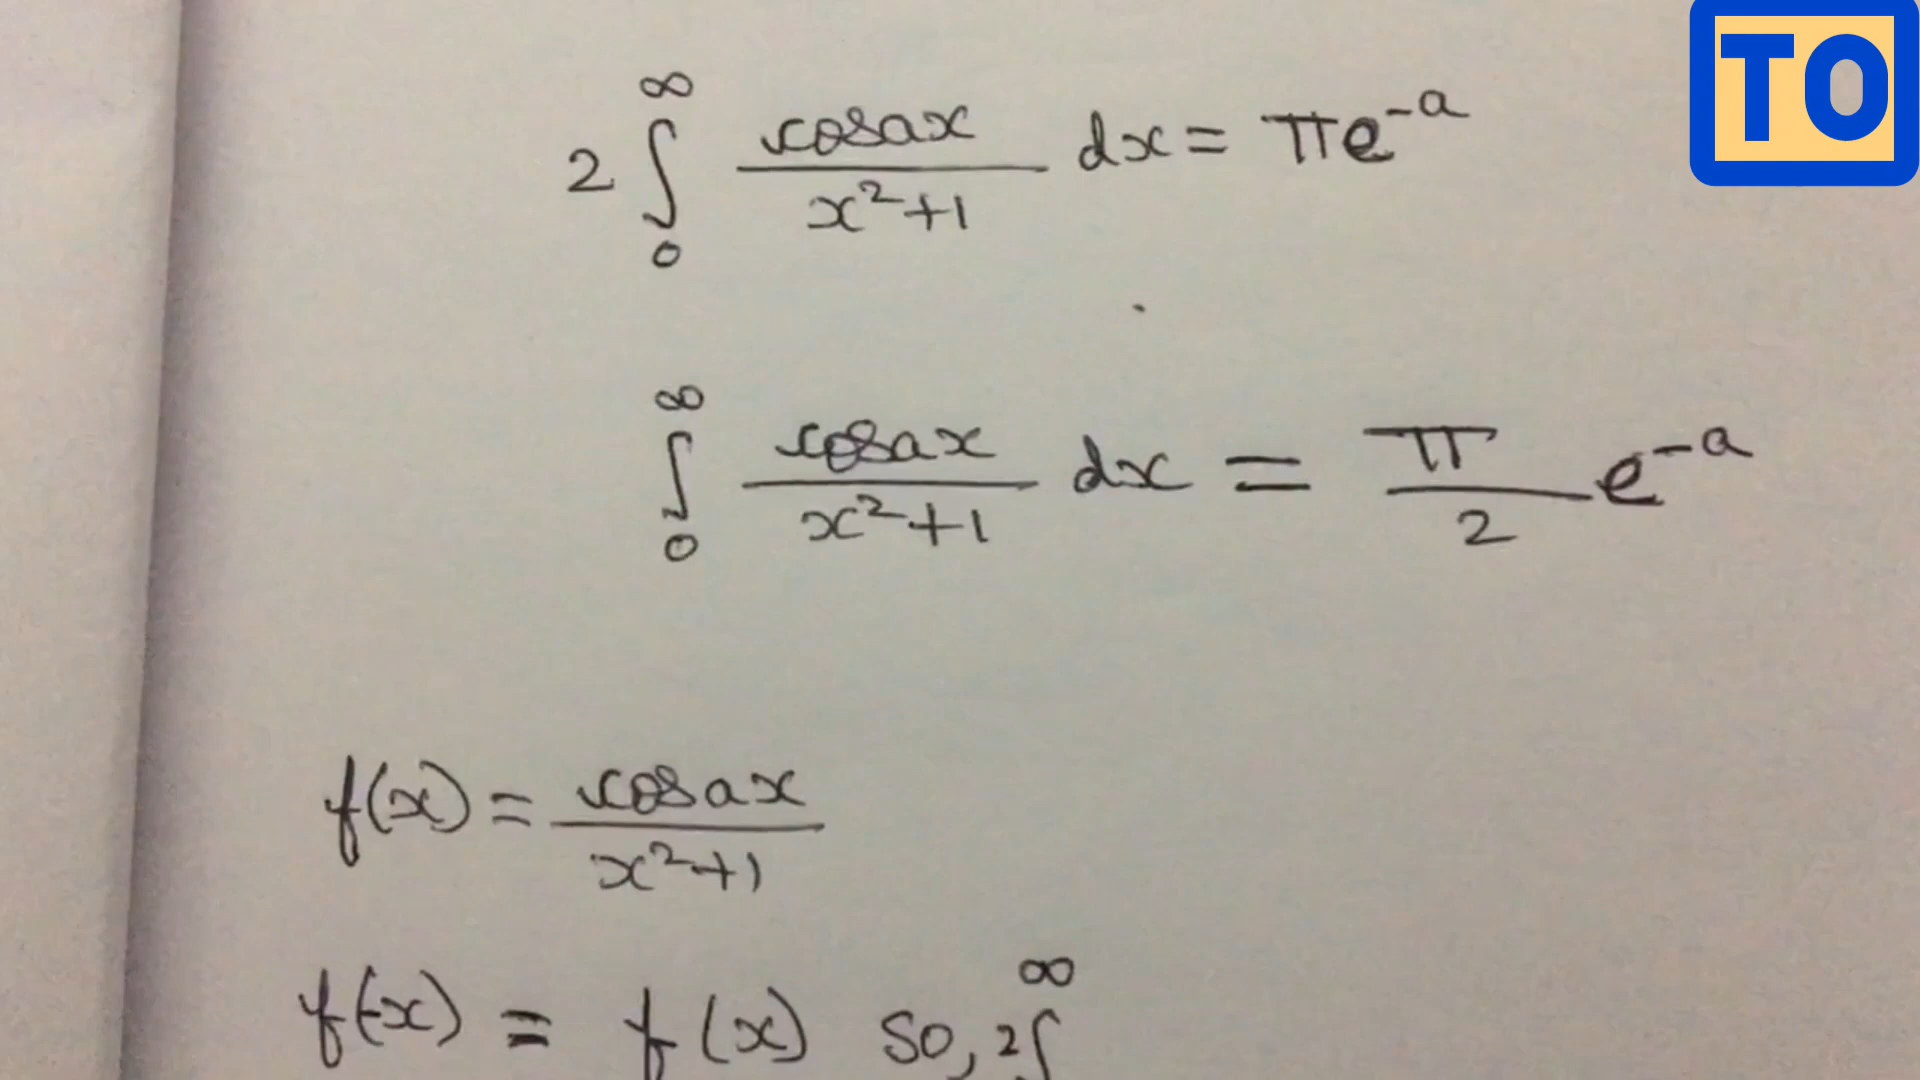 TO
2 ∫₀^∞ cosax/(x²+1) dx = πe^(-a)
∫₀^∞ cosax/(x²+1) dx = π/2 e^(-a)
f(x) = cosax/(x²+1)
f(-x) = f(x) so, 2∫^∞